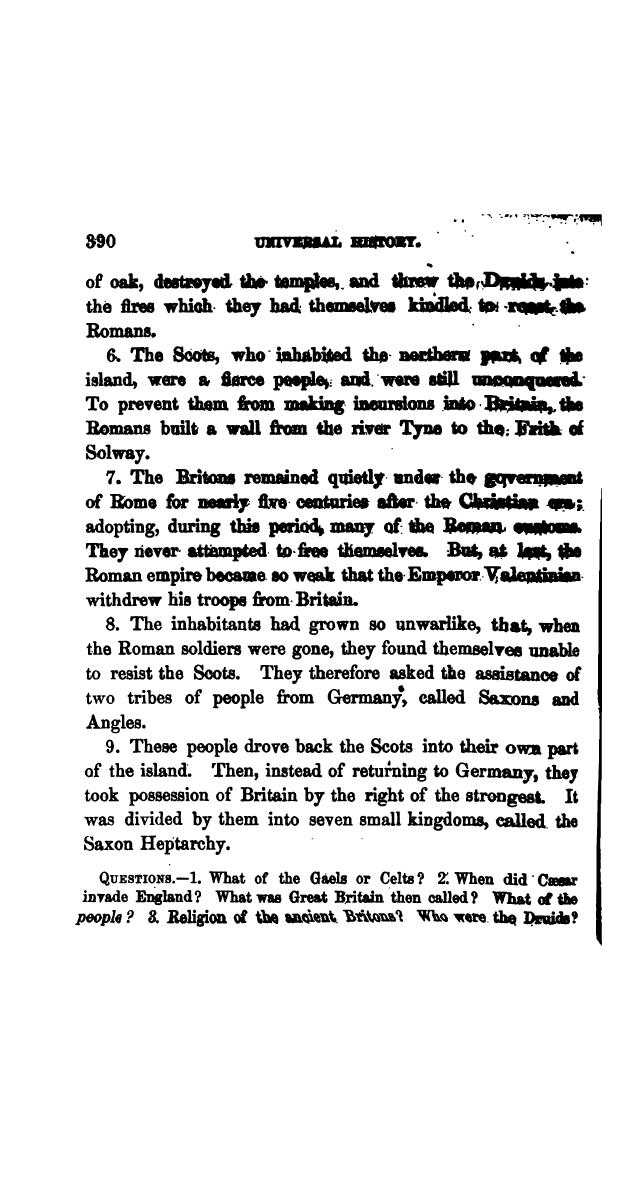 390 UNIVERSAL HISTORY.
of oak, destroyed the temples, and threw the Druids into
the fires which they had themselves kindled to roast the
Romans.
6. The Scots, who inhabited the northern part of the
island, were a fierce people, and were still unconquered.
To prevent them from making incursions into Britain, the
Romans built a wall from the river Tyne to the Frith of
Solway.
7. The Britons remained quietly under the government
of Rome for nearly five centuries after the Christian era;
adopting, during this period, many of the Roman customs.
They never attempted to free themselves. But, at last, the
Roman empire became so weak that the Emperor Valentinian
withdrew his troops from Britain.
8. The inhabitants had grown so unwarlike, that, when
the Roman soldiers were gone, they found themselves unable
to resist the Scots. They therefore asked the assistance of
two tribes of people from Germany, called Saxons and
Angles.
9. These people drove back the Scots into their own part
of the island. Then, instead of returning to Germany, they
took possession of Britain by the right of the strongest. It
was divided by them into seven small kingdoms, called the
Saxon Heptarchy.
QUESTIONS.—1. What of the Gaels or Celts? 2. When did Cæsar
invade England? What was Great Britain then called? What of the
people? 3. Religion of the ancient Britons? Who were the Druids?